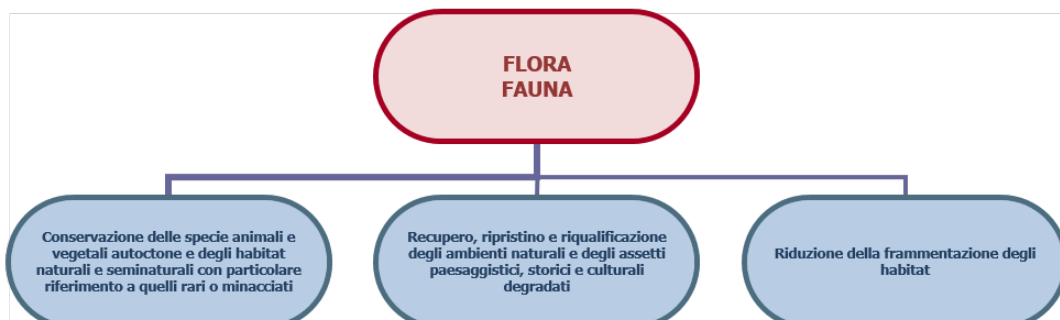 FLORA
FAUNA
Conservazione delle specie animali e
vegetali autoctone e degli habitat
naturali e seminaturali con particolare
riferimento a quelli rari o minacciati
Recupero, ripristino e riqualificazione
degli ambienti naturali e degli assetti
paesaggistici, storici e culturali
degradati
Riduzione della frammentazione degli
habitat